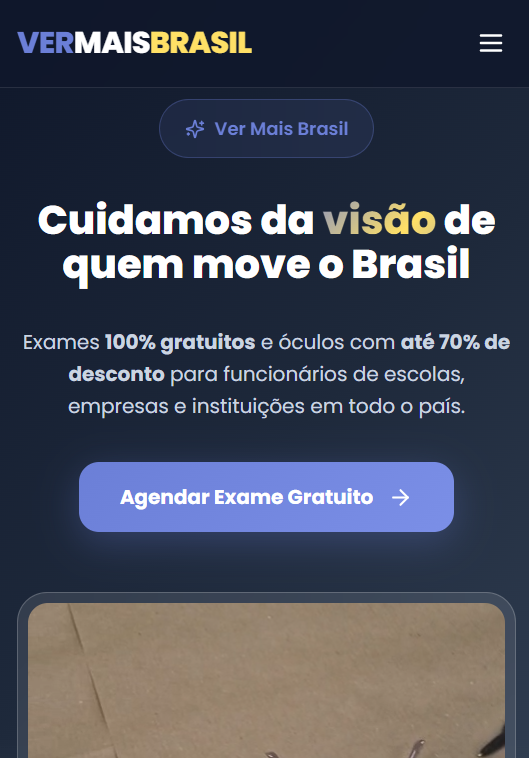 VERMAISBRASIL
Ver Mais Brasil
Cuidamos da visão de
quem move o Brasil
Exames 100% gratuitos e óculos com até 70% de
desconto para funcionários de escolas,
empresas e instituições em todo o país.
Agendar Exame Gratuito